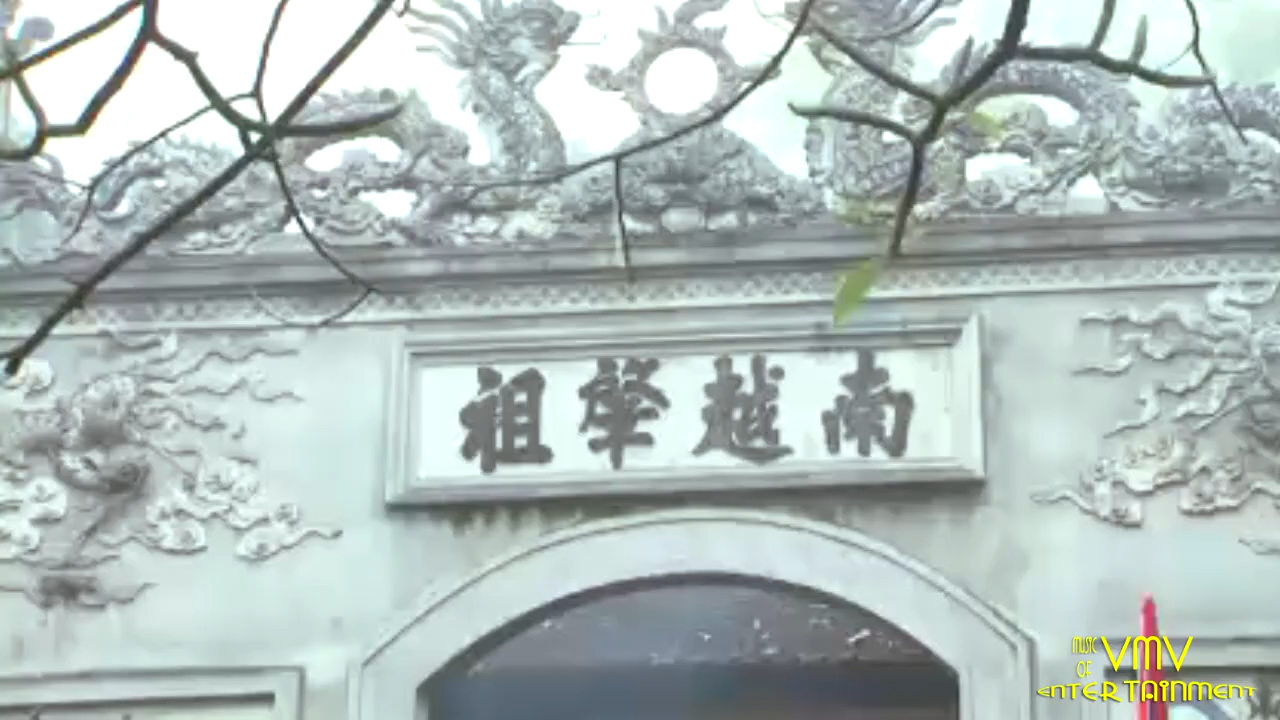 南越肇祖
MUSIC
OF
VMV
ENTERTAINMENT